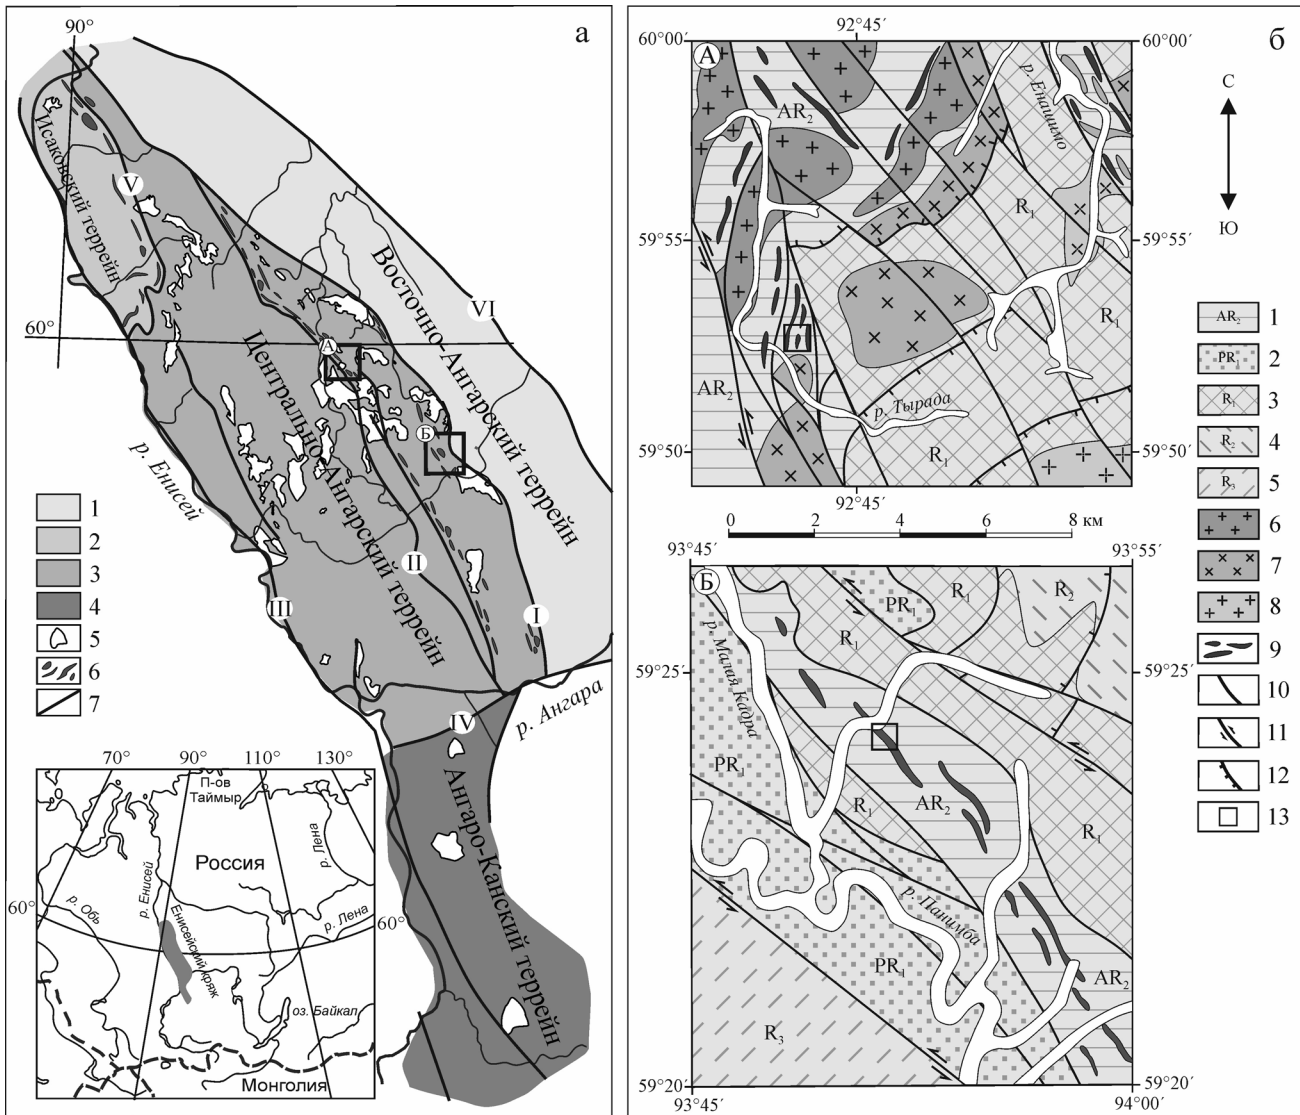 а
90°
60°
Исаковский террейн
Центрально-Ангарский террейн
Восточно-Ангарский террейн
Ангаро-Канский террейн
р. Енисей
р. Ангара
V
VI
А
Б
II
I
III
IV
1
2
3
4
5
6
7
70°
90°
110°
130°
П-ов
Таймыр
Россия
р. Лена
р. Обь
р. Енисей
Енисейский кряж
р. Лена
60°
60°
оз. Байкал
Монголия
б
92°45′
60°00′
60°00′
А
AR2
р. Енашимо
R1
59°55′
59°55′
R1
AR2
р. Тырада
R1
59°50′
59°50′
92°45′
С
Ю
0 2 4 6 8 км
93°45′
93°55′
Б
PR1
R1
R2
R1
р. Малая Кадра
59°25′
59°25′
PR1
R1
AR2
R1
р. Панимба
PR1
AR2
R3
59°20′
59°20′
93°45′
94°00′
AR2 1
PR1 2
R1 3
R2 4
R3 5
6
7
8
9
10
11
12
13